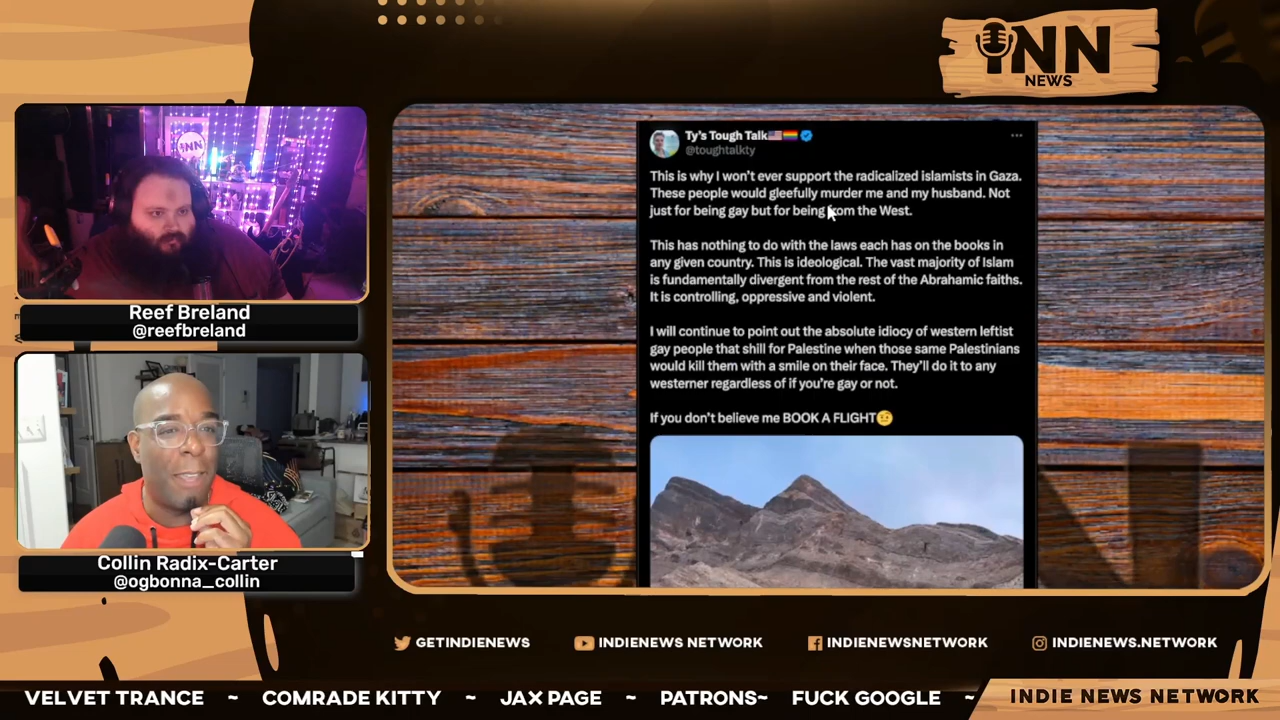 iNN
NEWS
iNN
Reef Breland
@reefbreland
Collin Radix-Carter
@ogbonna_collin
Ty's Tough Talk🇺🇸🏳️‍🌈
@toughtalkty
This is why I won't ever support the radicalized islamists in Gaza.
These people would gleefully murder me and my husband. Not
just for being gay but for being from the West.
This has nothing to do with the laws each has on the books in
any given country. This is ideological. The vast majority of Islam
is fundamentally divergent from the rest of the Abrahamic faiths.
It is controlling, oppressive and violent.
I will continue to point out the absolute idiocy of western leftist
gay people that shill for Palestine when those same Palestinians
would kill them with a smile on their face. They'll do it to any
westerner regardless of if you're gay or not.
If you don't believe me BOOK A FLIGHT🤨
GETINDIENEWS
INDIENEWS NETWORK
INDIENEWSNETWORK
INDIENEWS.NETWORK
VELVET TRANCE ~ COMRADE KITTY ~ JAX PAGE ~ PATRONS~ FUCK GOOGLE ~
INDIE NEWS NETWORK